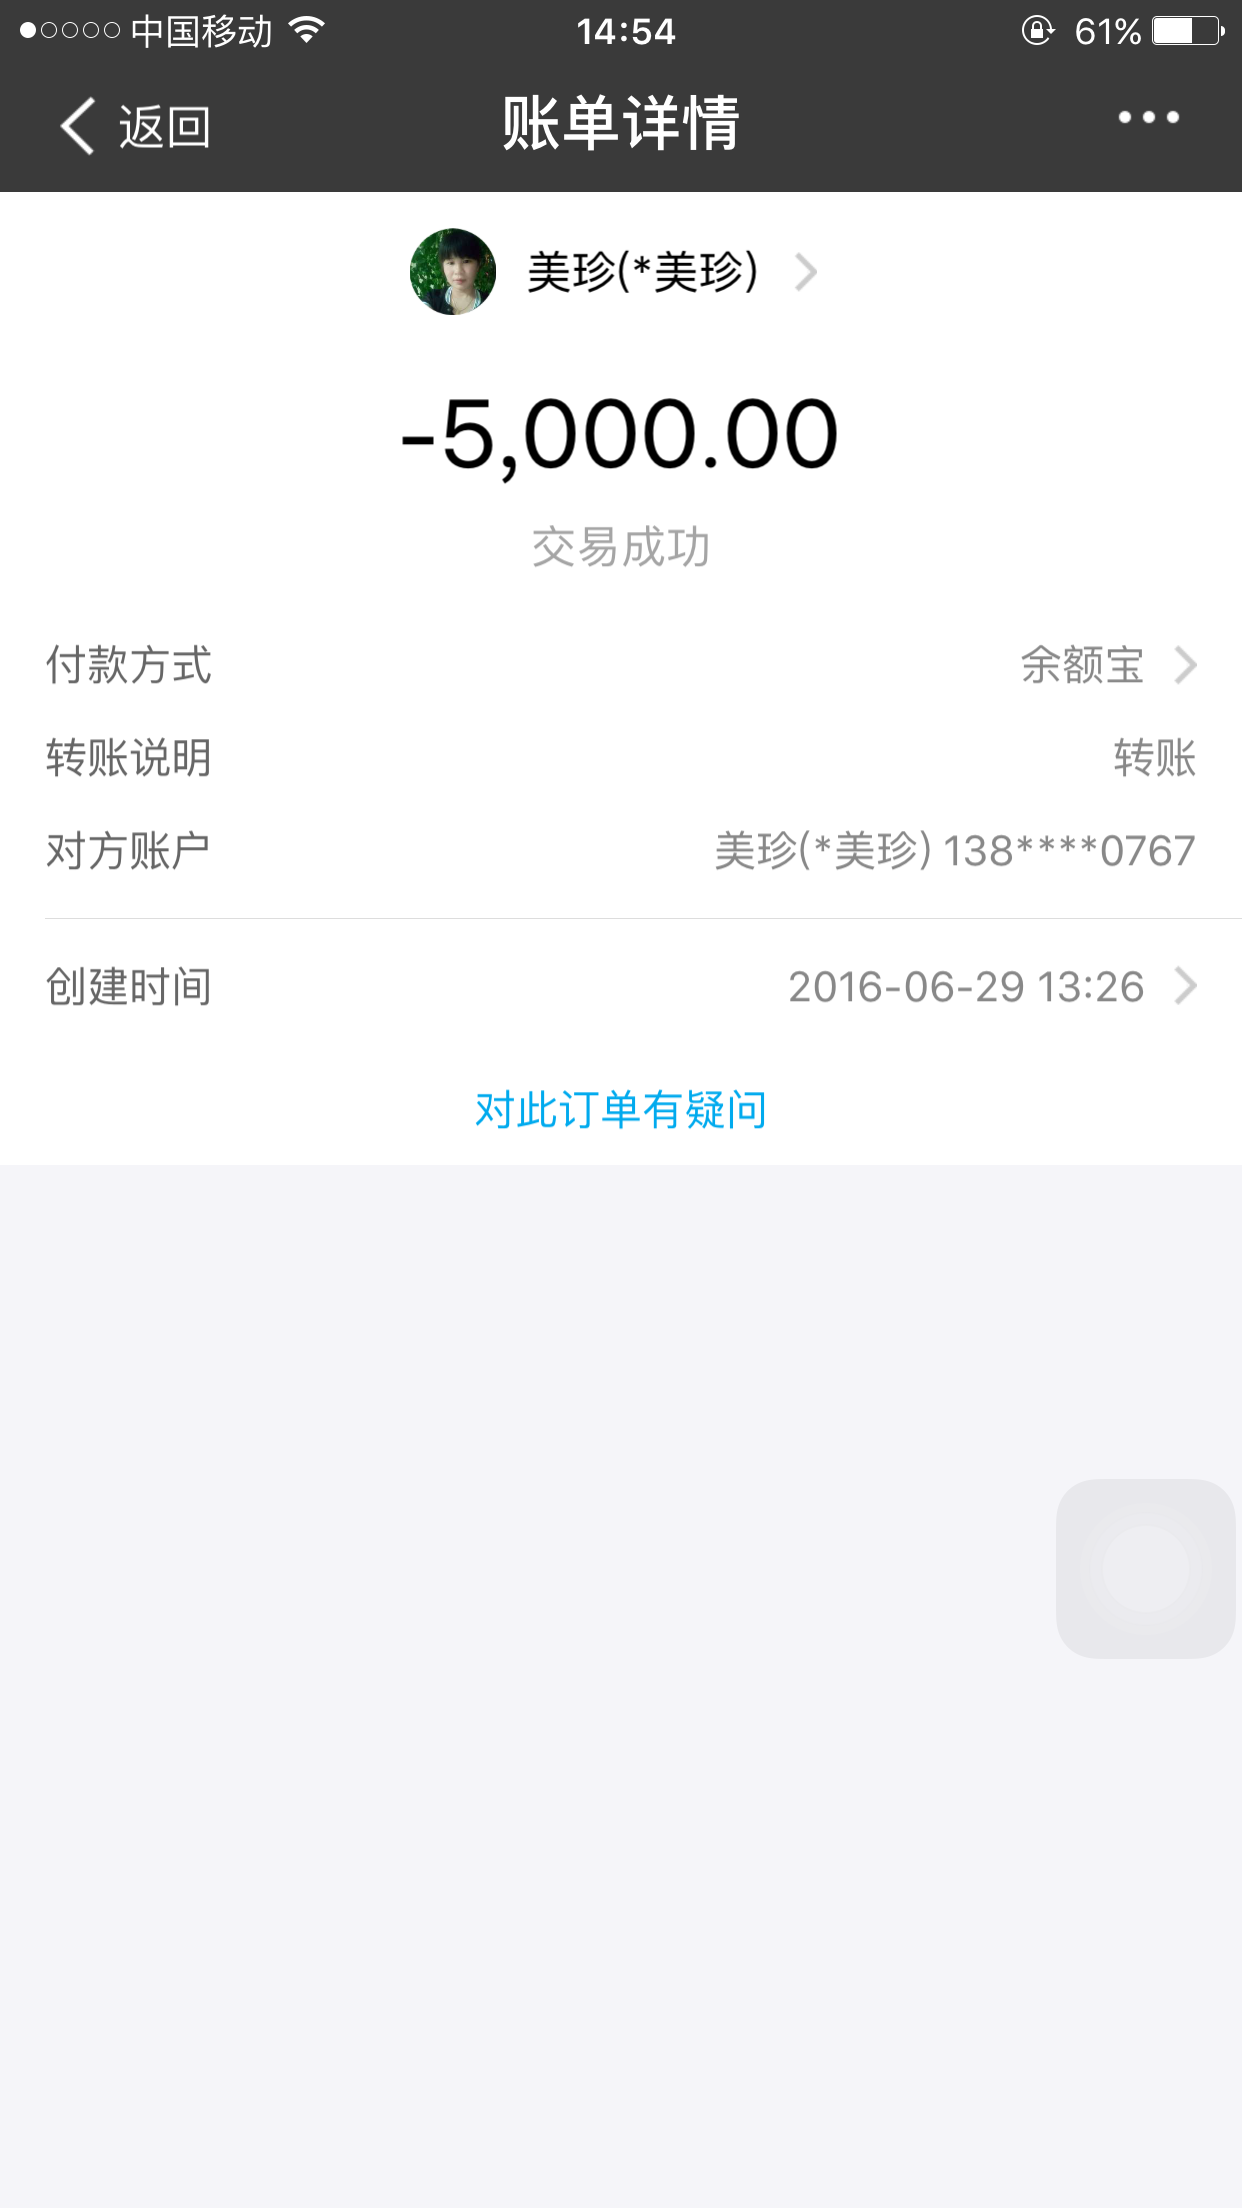 中国移动 14:54 61%
返回 账单详情
美珍(*美珍)
-5,000.00
交易成功
付款方式 余额宝
转账说明 转账
对方账户 美珍(*美珍) 138****0767
创建时间 2016-06-29 13:26
对此订单有疑问